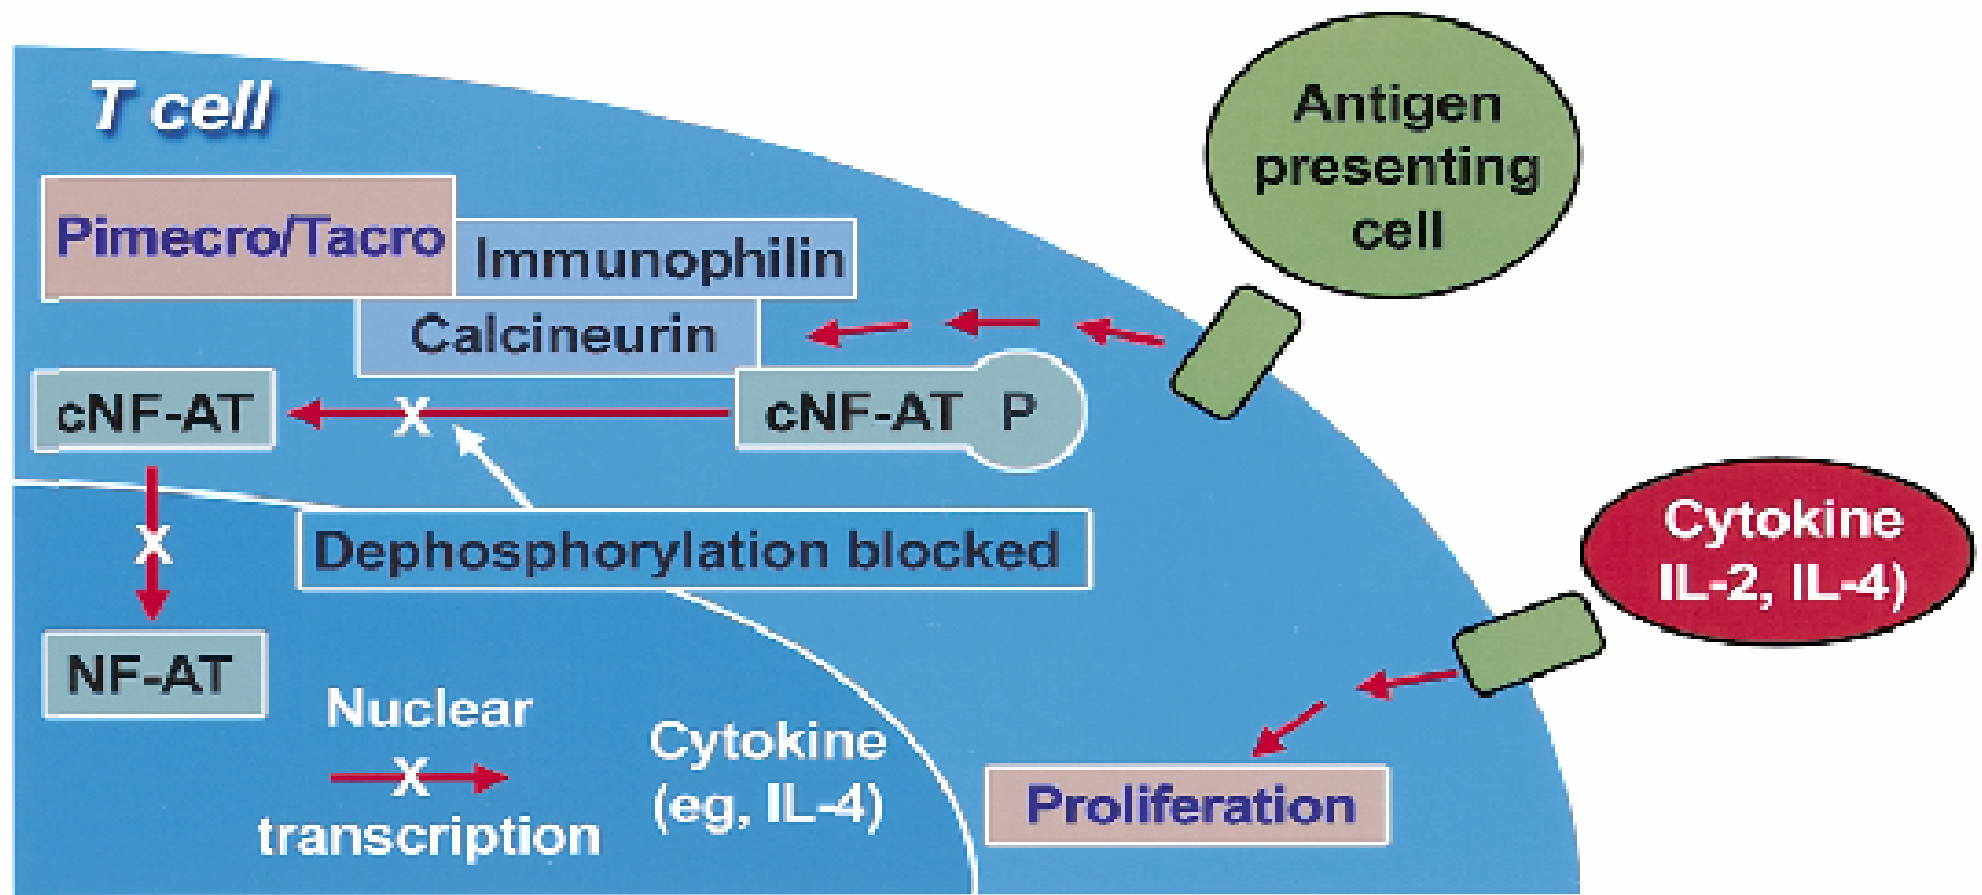 T cell
Antigen
presenting
cell
Pimecro/Tacro
Immunophilin
Calcineurin
cNF-AT
X
cNF-AT P
Dephosphorylation blocked
X
Cytokine
IL-2, IL-4)
NF-AT
Nuclear
X
transcription
Cytokine
(eg, IL-4)
Proliferation